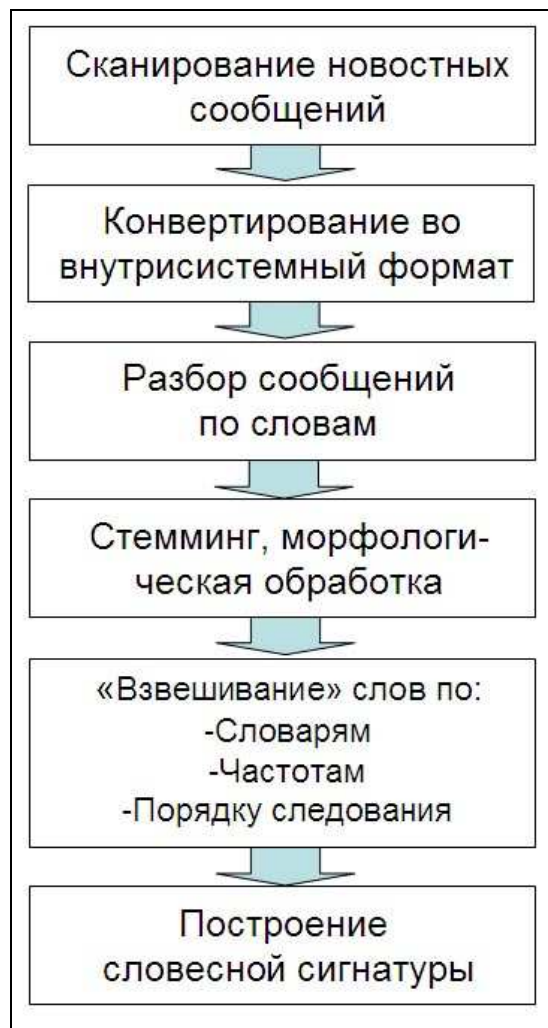 Сканирование новостных
сообщений
Конвертирование во
внутрисистемный формат
Разбор сообщений
по словам
Стемминг, морфологи-
ческая обработка
«Взвешивание» слов по:
-Словарям
-Частотам
-Порядку следования
Построение
словесной сигнатуры